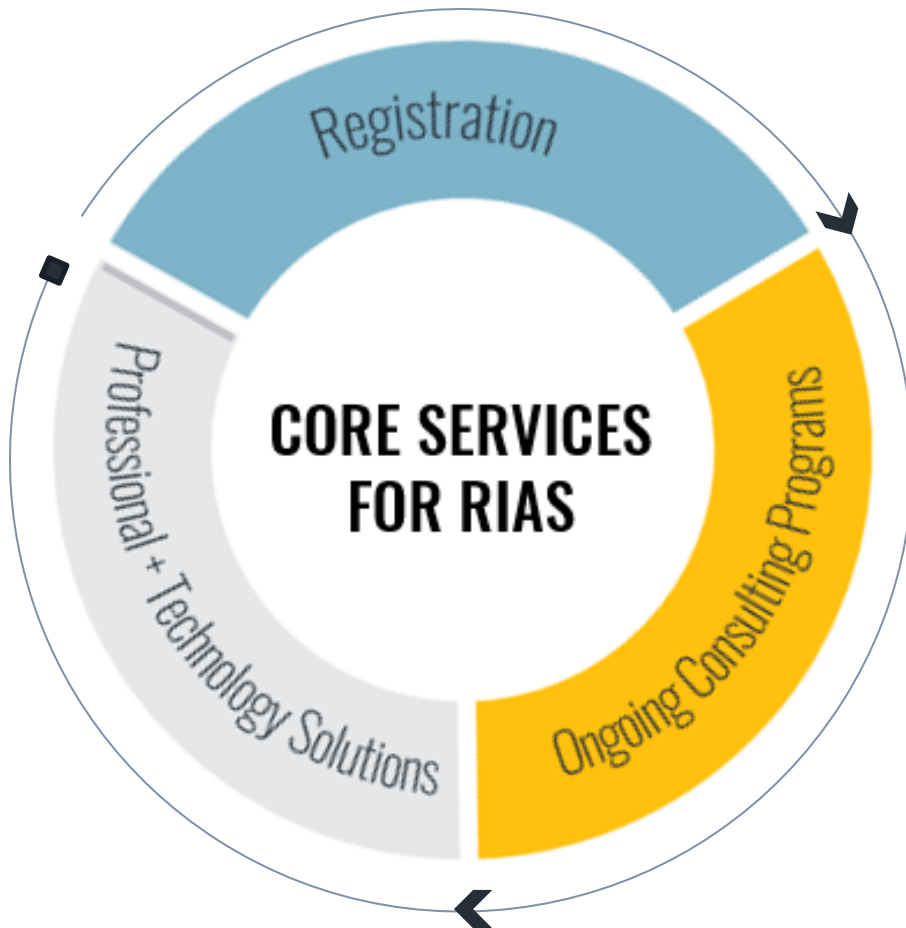 Registration
Ongoing Consulting Programs
Professional + Technology Solutions
CORE SERVICES
FOR RIAS